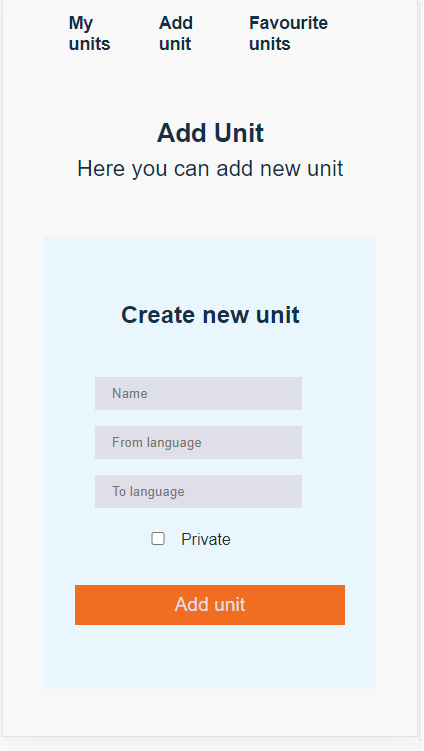 My units
Add unit
Favourite units
Add Unit
Here you can add new unit
Create new unit
Name
From language
To language
Private
Add unit